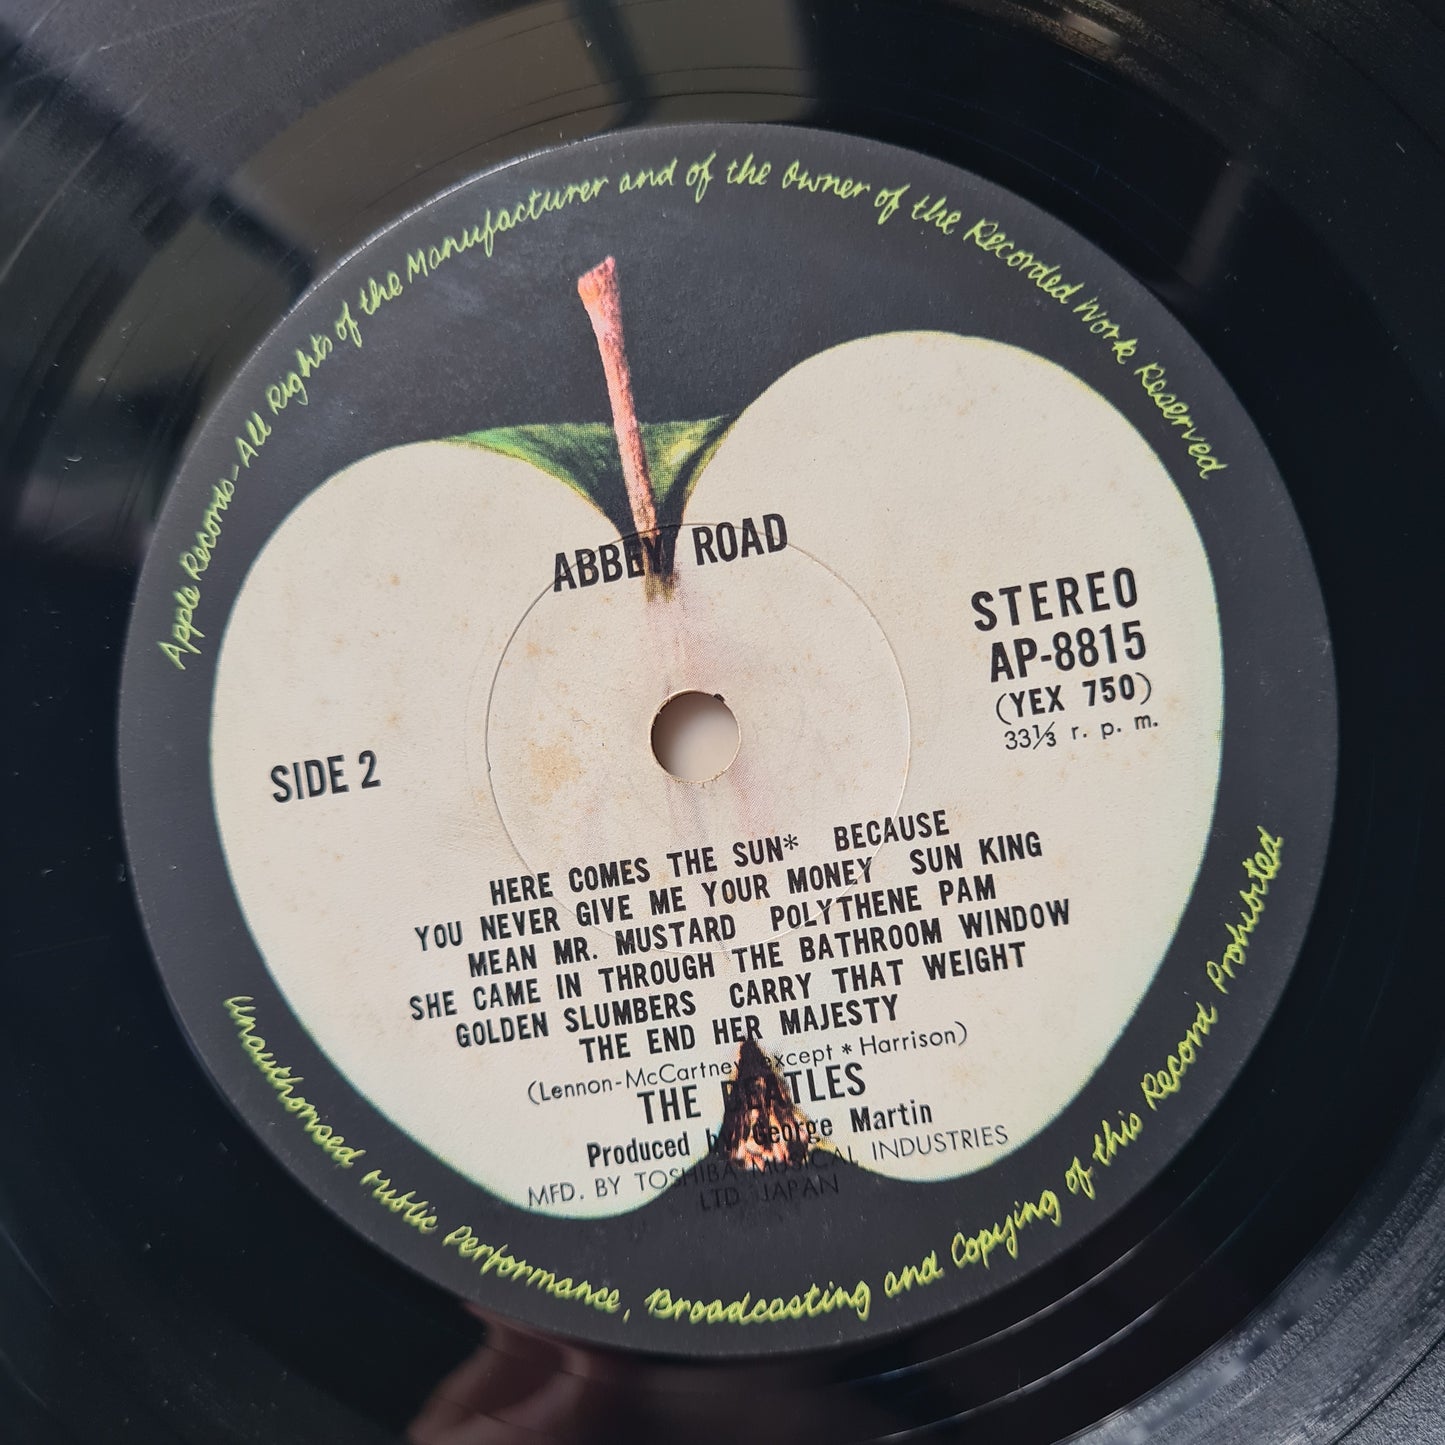 Apple Records-All Rights of the Manufacturer and of the Owner of the Recorded Work Reserved
ABBEY ROAD
STEREO
AP-8815
(YEX 750)
33⅓ r. p. m.
SIDE 2
HERE COMES THE SUN* BECAUSE
YOU NEVER GIVE ME YOUR MONEY SUN KING
MEAN MR. MUSTARD POLYTHENE PAM
SHE CAME IN THROUGH THE BATHROOM WINDOW
GOLDEN SLUMBERS CARRY THAT WEIGHT
THE END HER MAJESTY
(Lennon-McCartney except * Harrison)
THE BEATLES
Produced by George Martin
MFD. BY TOSHIBA MUSICAL INDUSTRIES
LTD. JAPAN
Unauthorised Public Performance, Broadcasting and Copying of this Record Prohibited